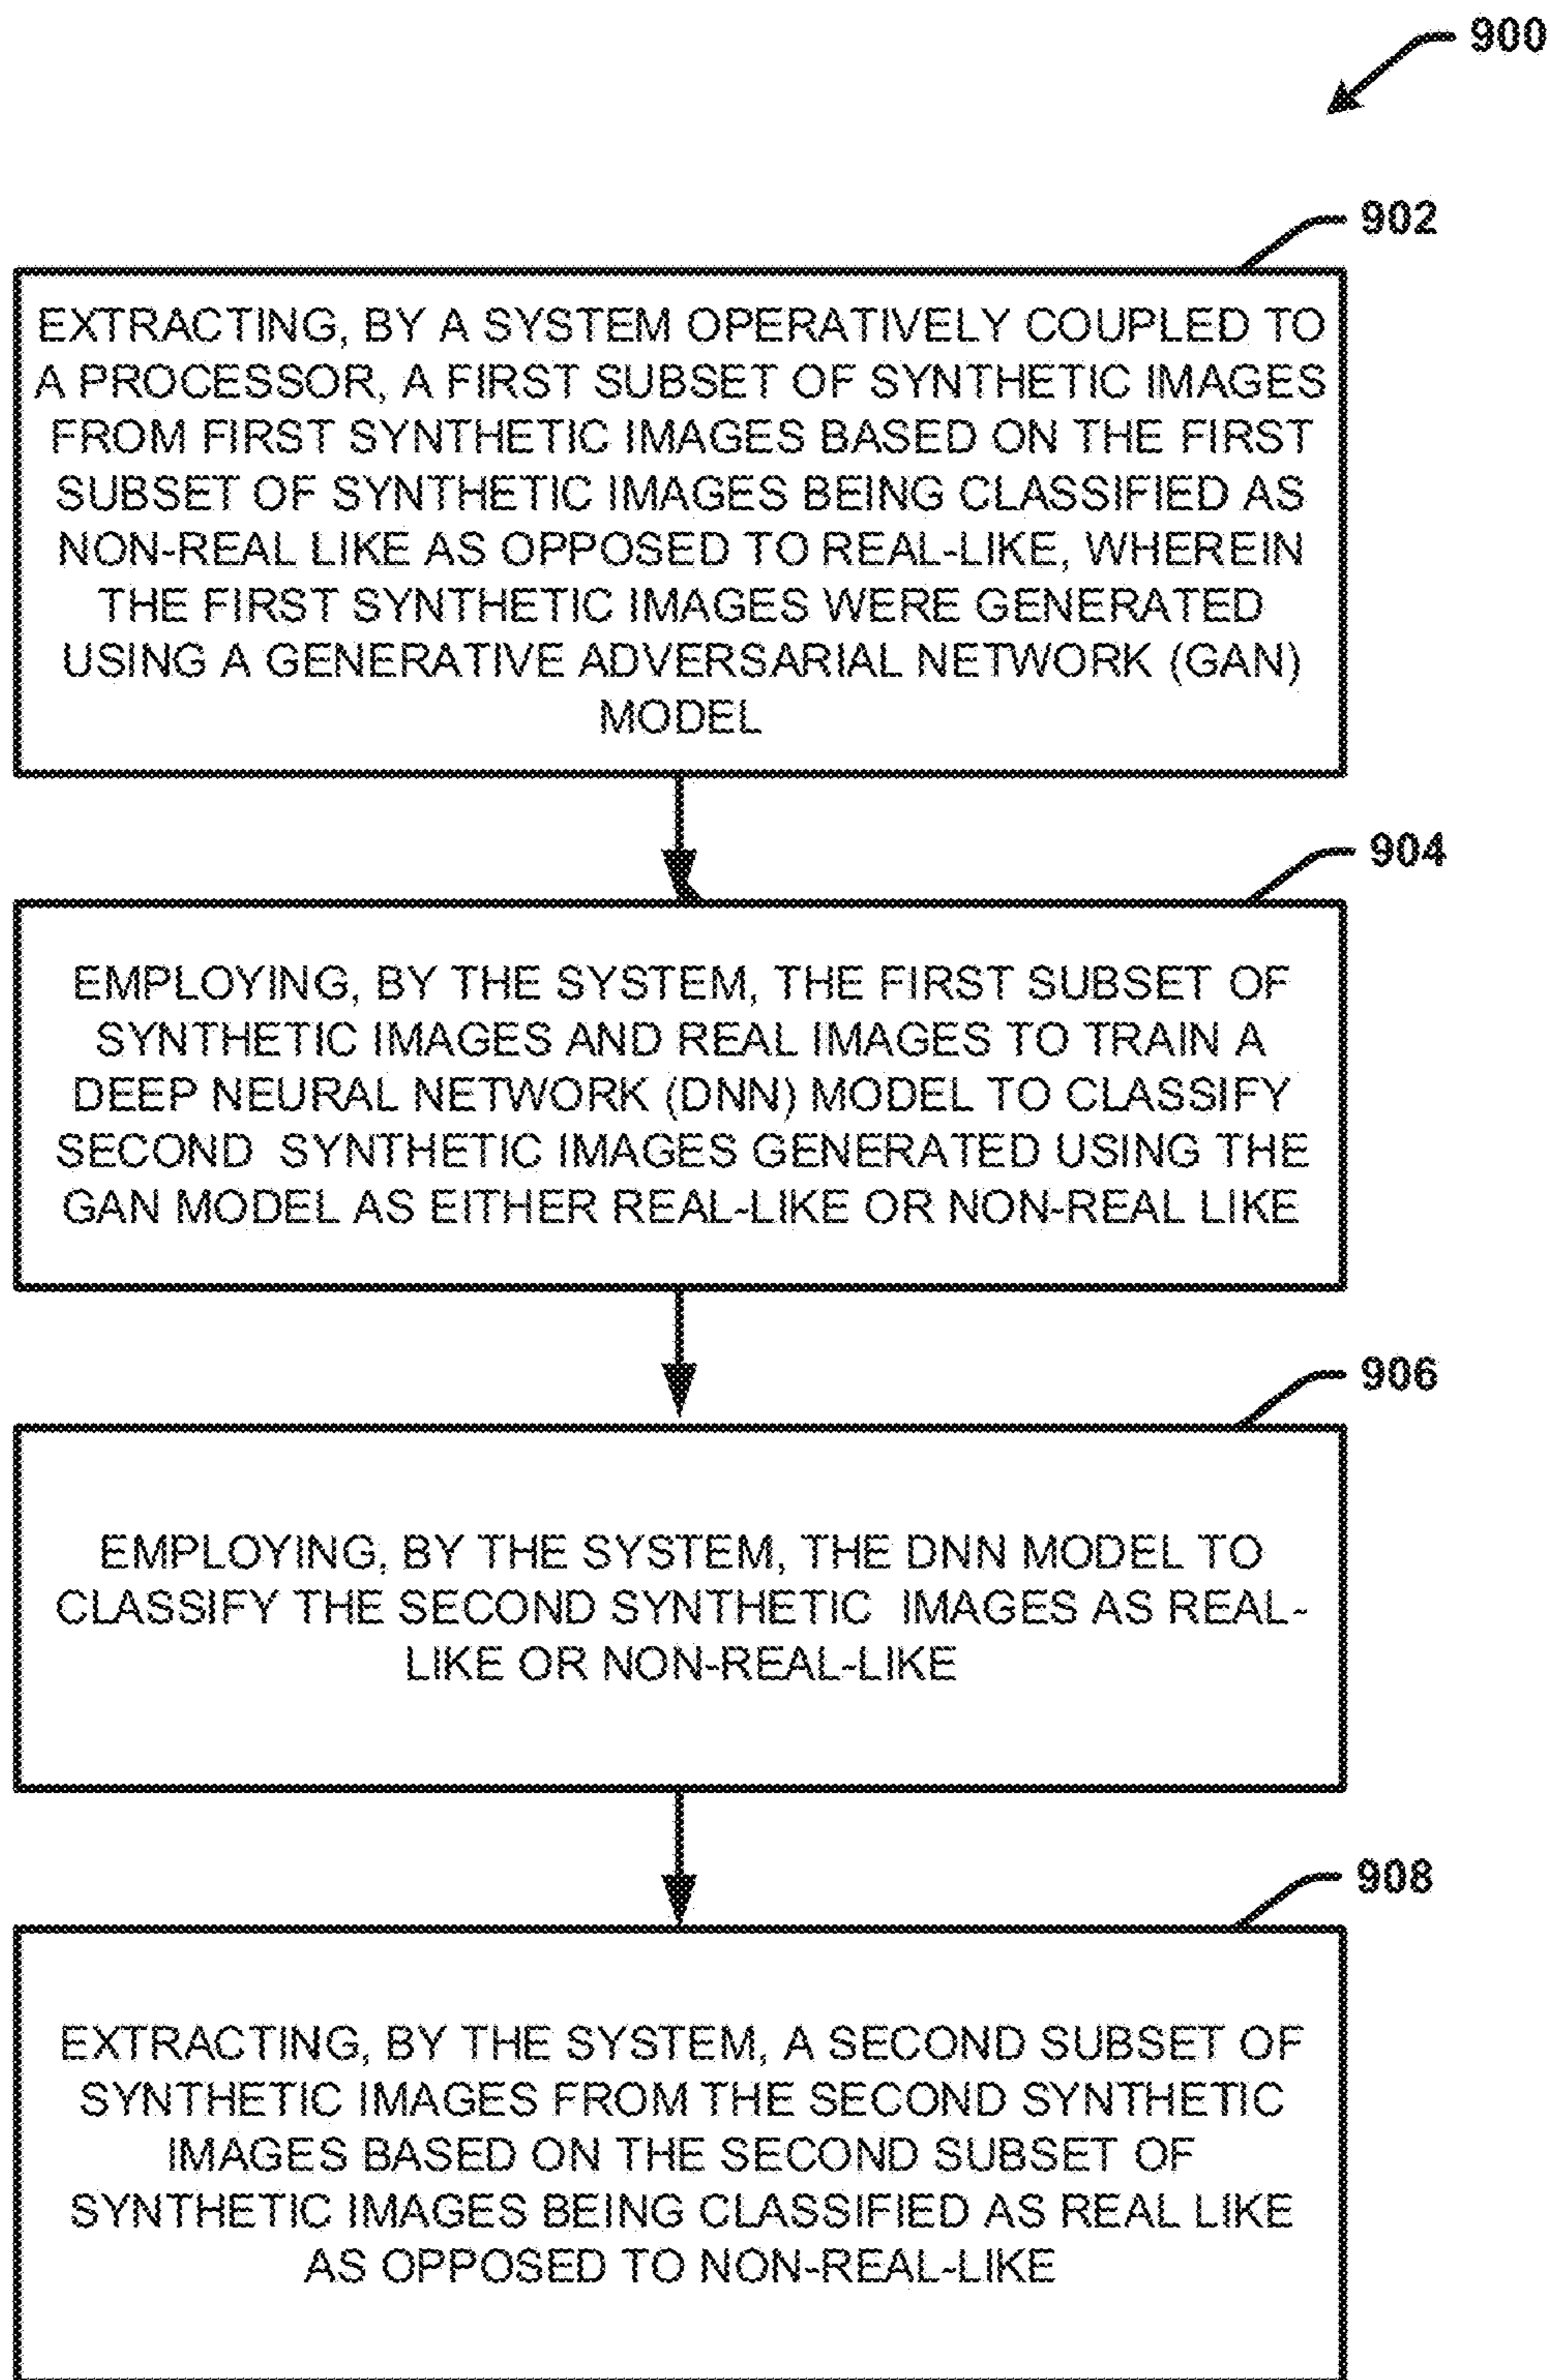 900
902
EXTRACTING, BY A SYSTEM OPERATIVELY COUPLED TO
A PROCESSOR, A FIRST SUBSET OF SYNTHETIC IMAGES
FROM FIRST SYNTHETIC IMAGES BASED ON THE FIRST
SUBSET OF SYNTHETIC IMAGES BEING CLASSIFIED AS
NON-REAL LIKE AS OPPOSED TO REAL-LIKE, WHEREIN
THE FIRST SYNTHETIC IMAGES WERE GENERATED
USING A GENERATIVE ADVERSARIAL NETWORK (GAN)
MODEL
904
EMPLOYING, BY THE SYSTEM, THE FIRST SUBSET OF
SYNTHETIC IMAGES AND REAL IMAGES TO TRAIN A
DEEP NEURAL NETWORK (DNN) MODEL TO CLASSIFY
SECOND SYNTHETIC IMAGES GENERATED USING THE
GAN MODEL AS EITHER REAL-LIKE OR NON-REAL LIKE
906
EMPLOYING, BY THE SYSTEM, THE DNN MODEL TO
CLASSIFY THE SECOND SYNTHETIC IMAGES AS REAL-
LIKE OR NON-REAL-LIKE
908
EXTRACTING, BY THE SYSTEM, A SECOND SUBSET OF
SYNTHETIC IMAGES FROM THE SECOND SYNTHETIC
IMAGES BASED ON THE SECOND SUBSET OF
SYNTHETIC IMAGES BEING CLASSIFIED AS REAL LIKE
AS OPPOSED TO NON-REAL-LIKE